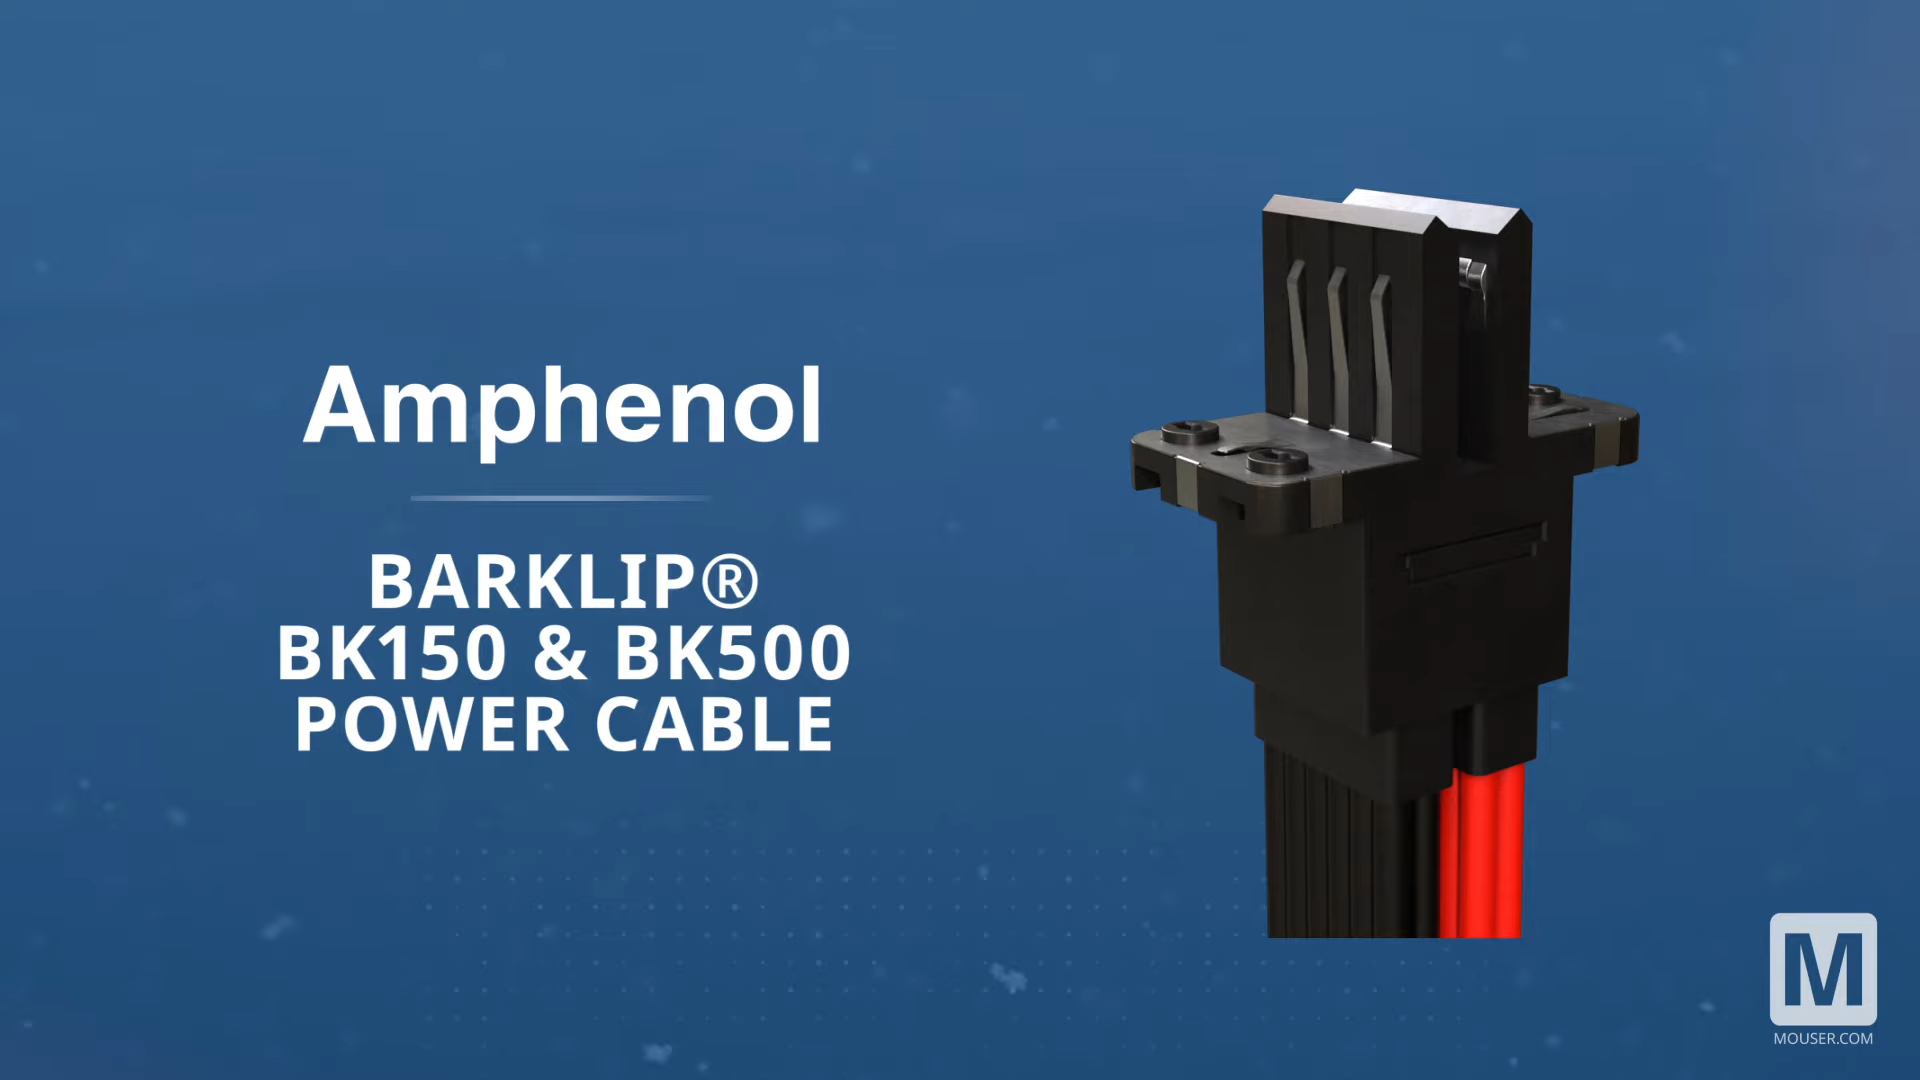 Amphenol
BARKLIP®
BK150 & BK500
POWER CABLE
M
MOUSER.COM